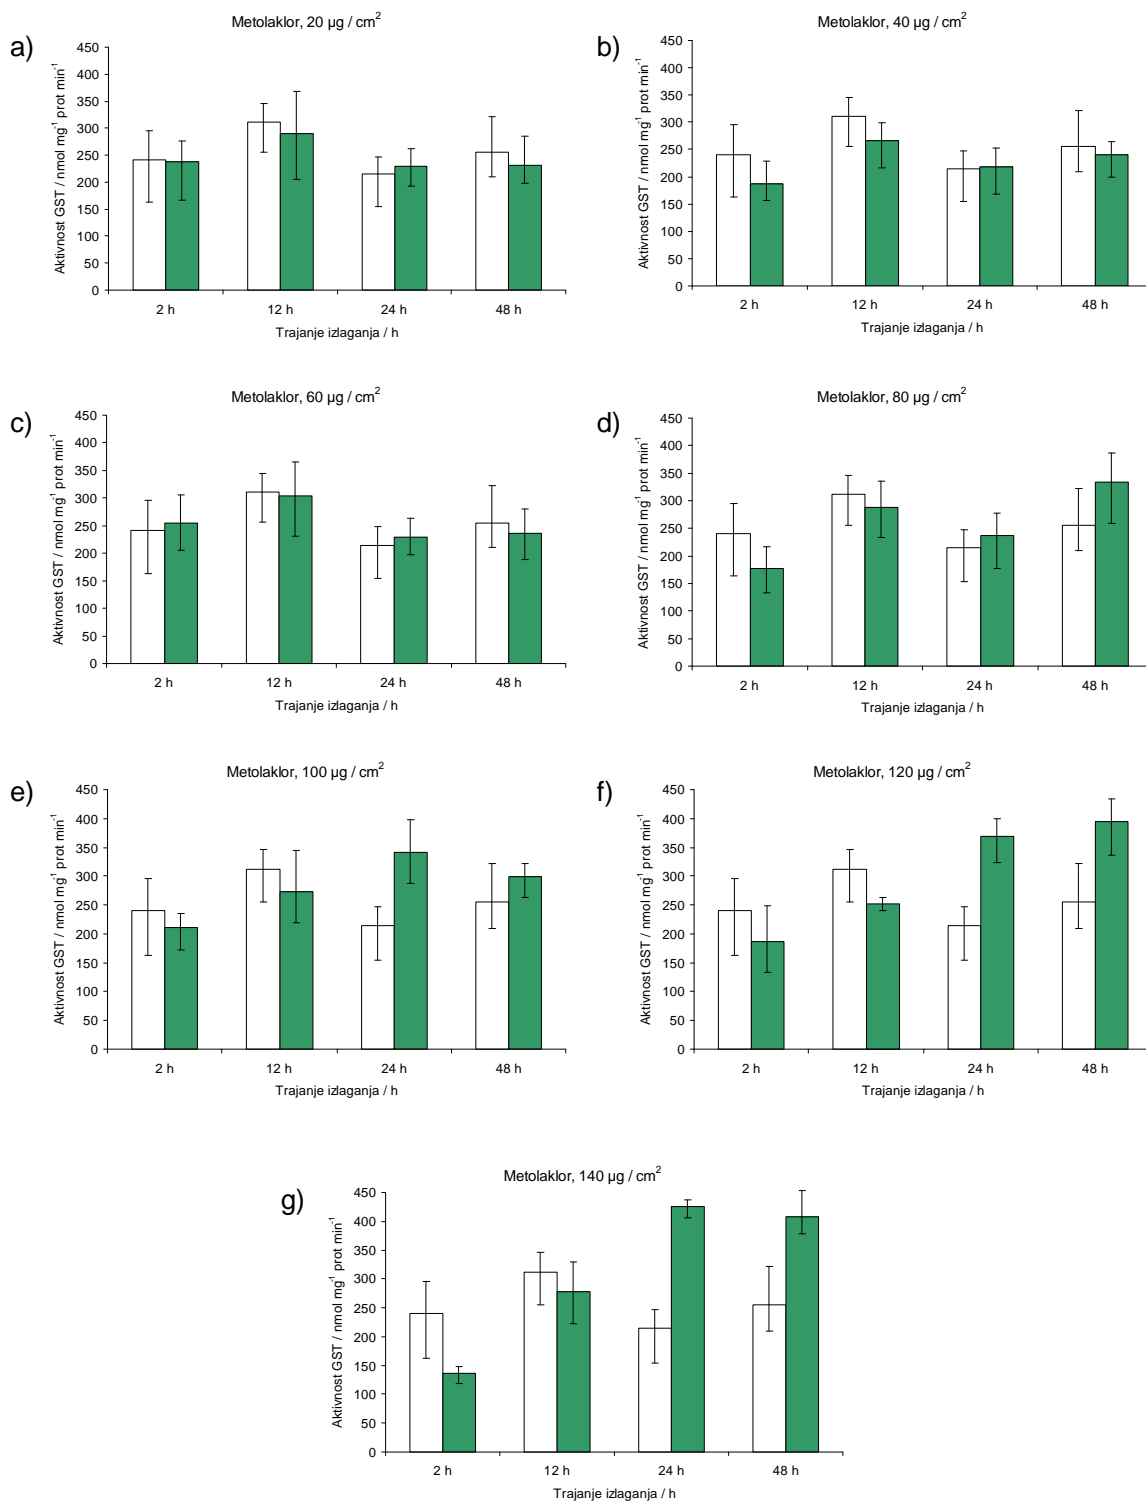 Metolaklor, 20 µg / cm²
a)
Aktivnost GST / nmol mg⁻¹ prot min⁻¹
450
400
350
300
250
200
150
100
50
0
2 h 12 h 24 h 48 h
Trajanje izlaganja / h
Metolaklor, 40 µg / cm²
b)
Aktivnost GST / nmol mg⁻¹ prot min⁻¹
450
400
350
300
250
200
150
100
50
0
2 h 12 h 24 h 48 h
Trajanje izlaganja / h
Metolaklor, 60 µg / cm²
c)
Aktivnost GST / nmol mg⁻¹ prot min⁻¹
450
400
350
300
250
200
150
100
50
0
2 h 12 h 24 h 48 h
Trajanje izlaganja / h
Metolaklor, 80 µg / cm²
d)
Aktivnost GST / nmol mg⁻¹ prot min⁻¹
450
400
350
300
250
200
150
100
50
0
2 h 12 h 24 h 48 h
Trajanje izlaganja / h
Metolaklor, 100 µg / cm²
e)
Aktivnost GST / nmol mg⁻¹ prot min⁻¹
450
400
350
300
250
200
150
100
50
0
2 h 12 h 24 h 48 h
Trajanje izlaganja / h
Metolaklor, 120 µg / cm²
f)
Aktivnost GST / nmol mg⁻¹ prot min⁻¹
450
400
350
300
250
200
150
100
50
0
2 h 12 h 24 h 48 h
Trajanje izlaganja / h
Metolaklor, 140 µg / cm²
g)
Aktivnost GST / nmol mg⁻¹ prot min⁻¹
450
400
350
300
250
200
150
100
50
0
2 h 12 h 24 h 48 h
Trajanje izlaganja / h